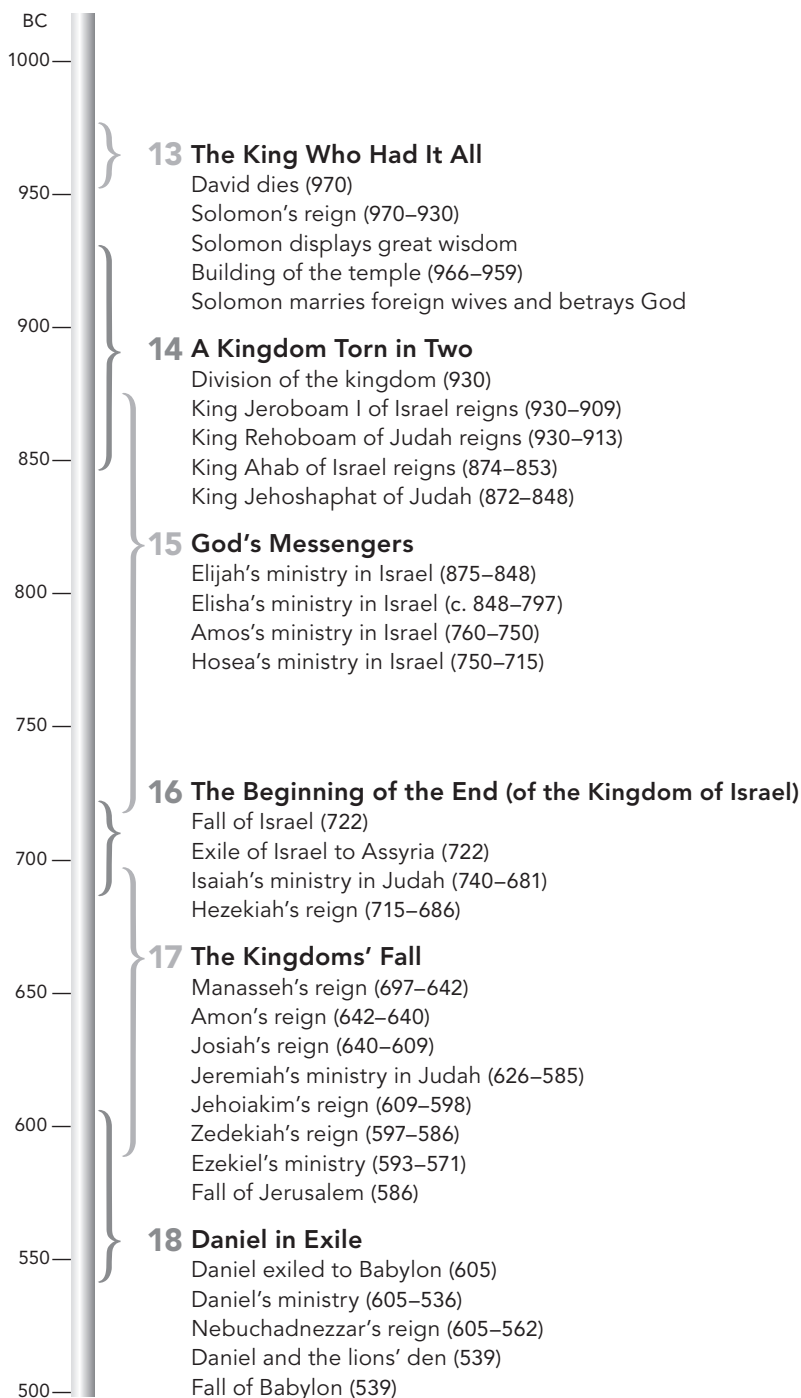 BC
1000
13 The King Who Had It All
David dies (970)
950
Solomon's reign (970–930)
Solomon displays great wisdom
Building of the temple (966–959)
Solomon marries foreign wives and betrays God
900
14 A Kingdom Torn in Two
Division of the kingdom (930)
King Jeroboam I of Israel reigns (930–909)
King Rehoboam of Judah reigns (930–913)
850
King Ahab of Israel reigns (874–853)
King Jehoshaphat of Judah (872–848)
15 God's Messengers
Elijah's ministry in Israel (875–848)
800
Elisha's ministry in Israel (c. 848–797)
Amos's ministry in Israel (760–750)
Hosea's ministry in Israel (750–715)
750
16 The Beginning of the End (of the Kingdom of Israel)
Fall of Israel (722)
Exile of Israel to Assyria (722)
700
Isaiah's ministry in Judah (740–681)
Hezekiah's reign (715–686)
17 The Kingdoms' Fall
Manasseh's reign (697–642)
650
Amon's reign (642–640)
Josiah's reign (640–609)
Jeremiah's ministry in Judah (626–585)
Jehoiakim's reign (609–598)
600
Zedekiah's reign (597–586)
Ezekiel's ministry (593–571)
Fall of Jerusalem (586)
18 Daniel in Exile
550
Daniel exiled to Babylon (605)
Daniel's ministry (605–536)
Nebuchadnezzar's reign (605–562)
Daniel and the lions' den (539)
500
Fall of Babylon (539)